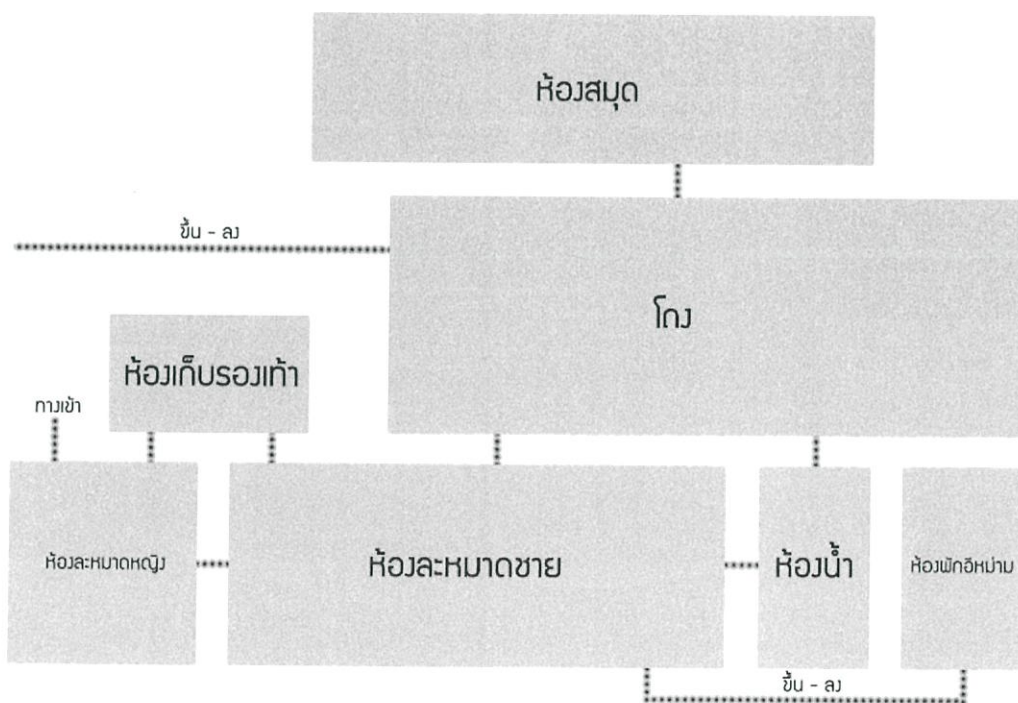 ห้องสมุด
ขึ้น - ลง
โถง
ห้องเก็บรองเท้า
ทางเข้า
ห้องละหมาดหญิง
ห้องละหมาดชาย
ห้องน้ำ
ห้องพักอิหม่าม
ขึ้น - ลง